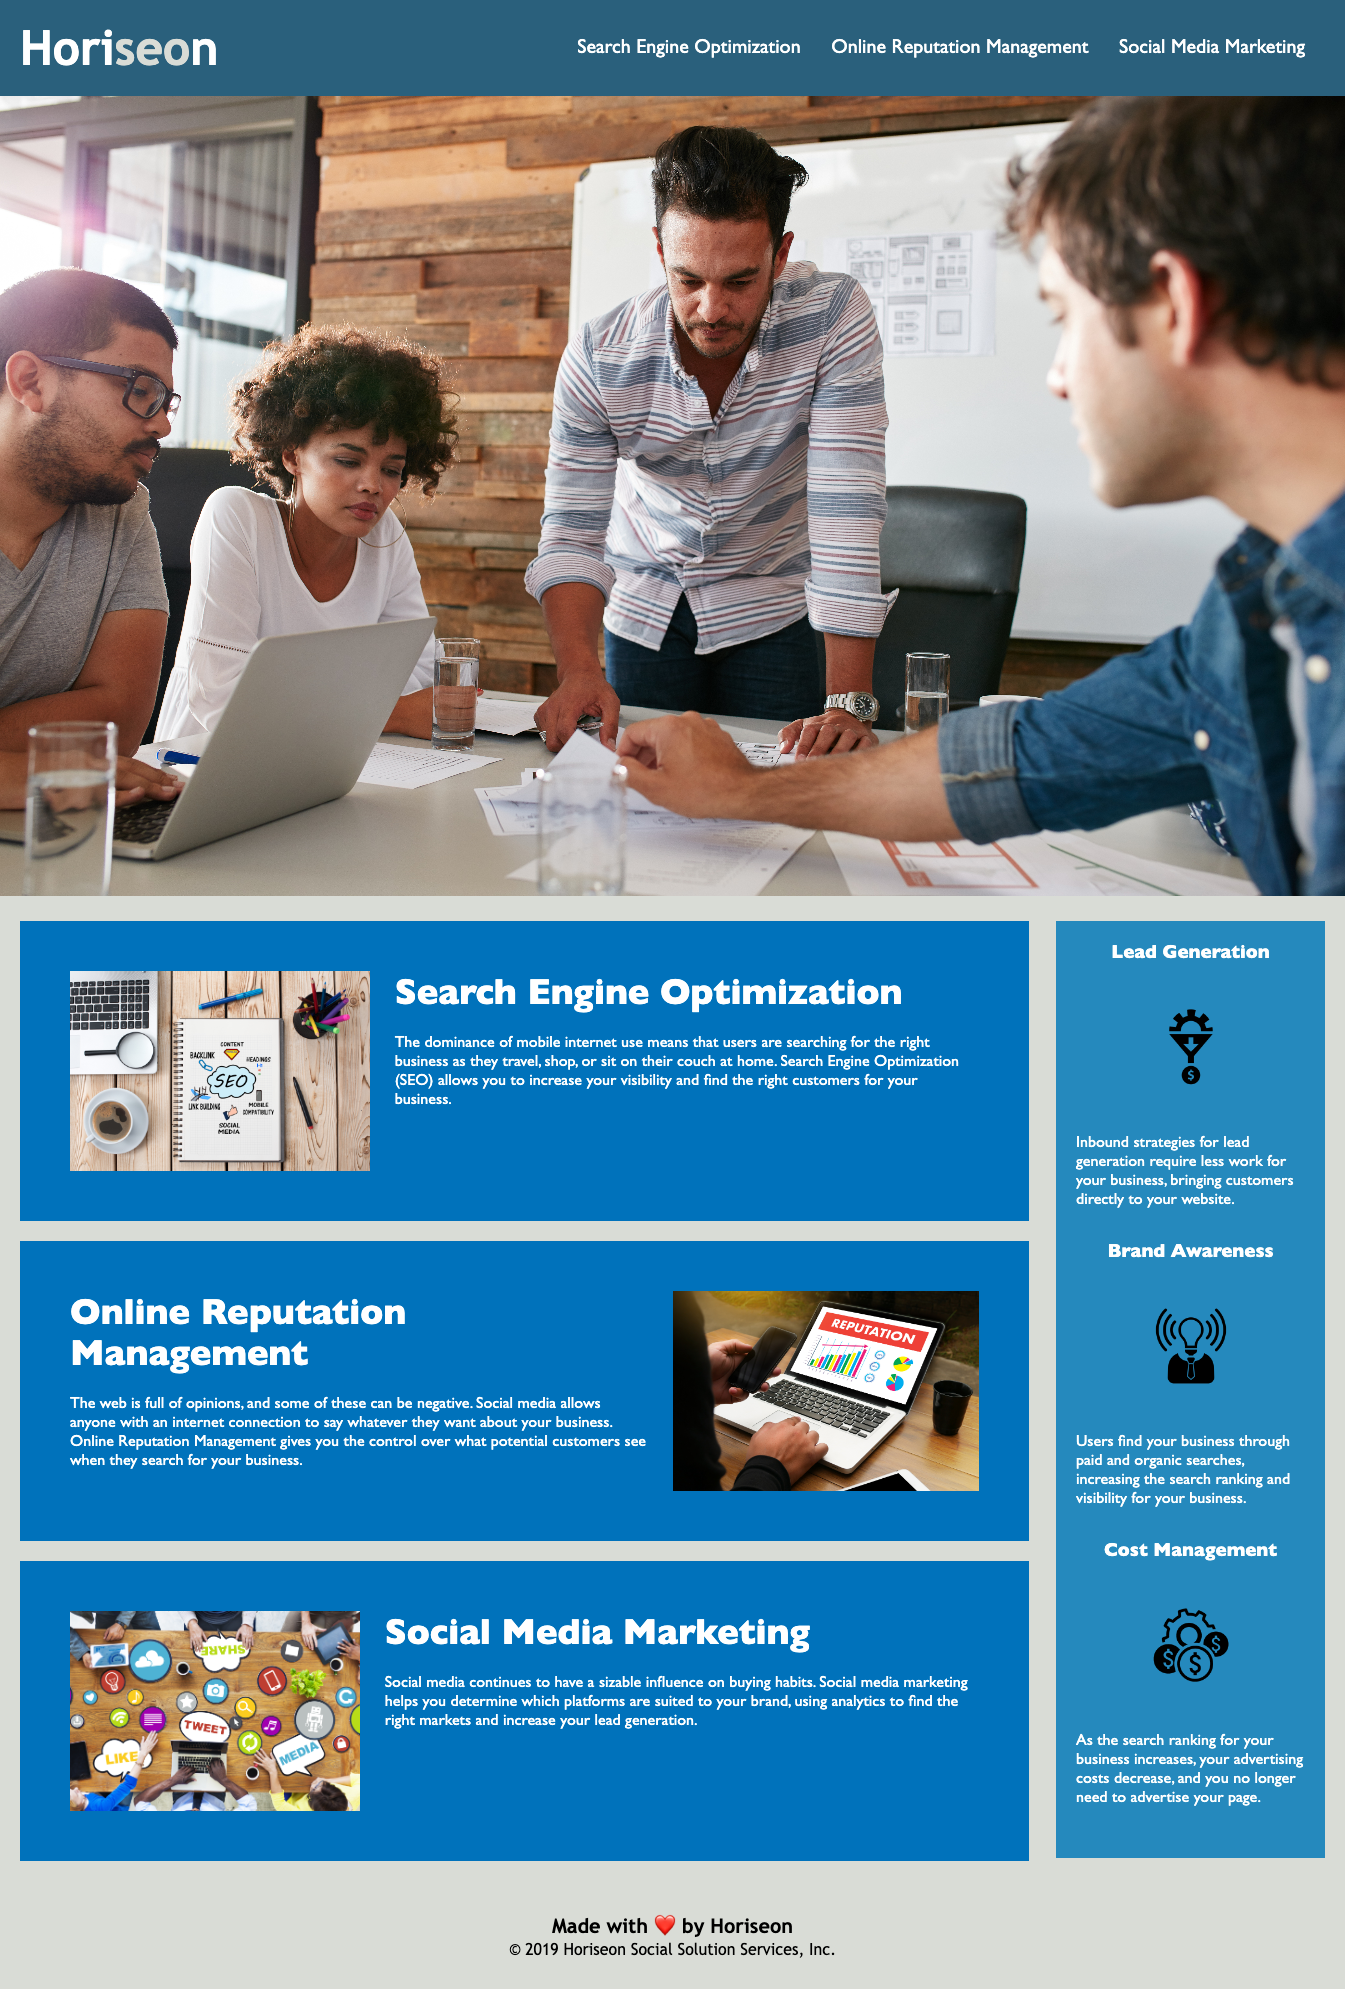 Horiseon
Search Engine Optimization
Online Reputation Management
Social Media Marketing
CONTENT
BACKLINK
HEADINGS
SEO
LINK BUILDING
MOBILE
COMPATIBILITY
SOCIAL
MEDIA
Search Engine Optimization
The dominance of mobile internet use means that users are searching for the right
business as they travel, shop, or sit on their couch at home. Search Engine Optimization
(SEO) allows you to increase your visibility and find the right customers for your
business.
Online Reputation
Management
The web is full of opinions, and some of these can be negative. Social media allows
anyone with an internet connection to say whatever they want about your business.
Online Reputation Management gives you the control over what potential customers see
when they search for your business.
REPUTATION
SHARE
TWEET
LIKE
MEDIA
Social Media Marketing
Social media continues to have a sizable influence on buying habits. Social media marketing
helps you determine which platforms are suited to your brand, using analytics to find the
right markets and increase your lead generation.
Lead Generation
$
Inbound strategies for lead
generation require less work for
your business, bringing customers
directly to your website.
Brand Awareness
Users find your business through
paid and organic searches,
increasing the search ranking and
visibility for your business.
Cost Management
$ $ $
As the search ranking for your
business increases, your advertising
costs decrease, and you no longer
need to advertise your page.
Made with ❤️ by Horiseon
© 2019 Horiseon Social Solution Services, Inc.